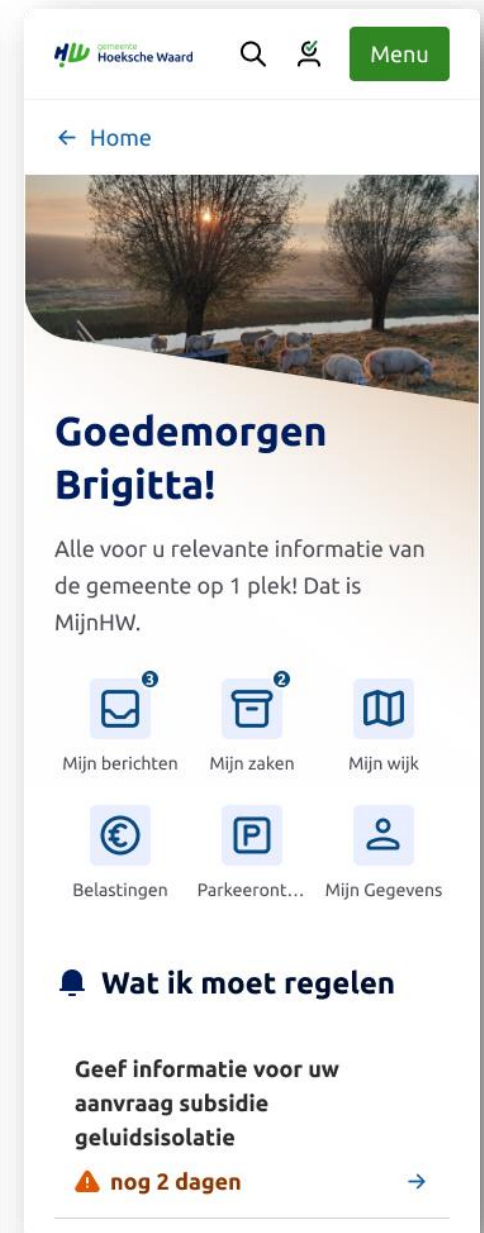 gemeente
Hoeksche Waard
Menu
← Home
Goedemorgen
Brigitta!
Alle voor u relevante informatie van
de gemeente op 1 plek! Dat is
MijnHW.
3 2
Mijn berichten Mijn zaken Mijn wijk
Belastingen Parkeeront... Mijn Gegevens
Wat ik moet regelen
Geef informatie voor uw
aanvraag subsidie
geluidsisolatie
nog 2 dagen →